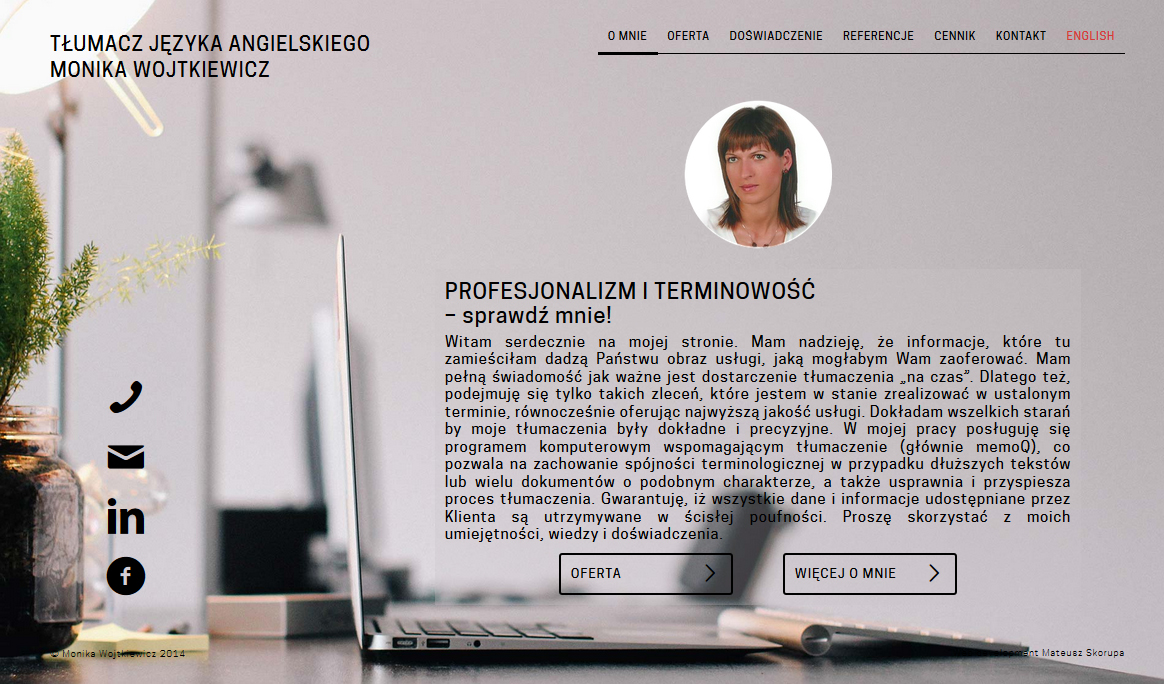 TŁUMACZ JĘZYKA ANGIELSKIEGO
MONIKA WOJTKIEWICZ
O MNIE OFERTA DOŚWIADCZENIE REFERENCJE CENNIK KONTAKT ENGLISH
PROFESJONALIZM I TERMINOWOŚĆ
– sprawdź mnie!
Witam serdecznie na mojej stronie. Mam nadzieję, że informacje, które tu
zamieściłam dadzą Państwu obraz usługi, jaką mogłabym Wam zaoferować. Mam
pełną świadomość jak ważne jest dostarczenie tłumaczenia „na czas”. Dlatego też,
podejmuję się tylko takich zleceń, które jestem w stanie zrealizować w ustalonym
terminie, równocześnie oferując najwyższą jakość usługi. Dokładam wszelkich starań
by moje tłumaczenia były dokładne i precyzyjne. W mojej pracy posługuję się
programem komputerowym wspomagającym tłumaczenie (głównie memoQ), co
pozwala na zachowanie spójności terminologicznej w przypadku dłuższych tekstów
lub wielu dokumentów o podobnym charakterze, a także usprawnia i przyspiesza
proces tłumaczenia. Gwarantuję, iż wszystkie dane i informacje udostępniane przez
Klienta są utrzymywane w ścisłej poufności. Proszę skorzystać z moich
umiejętności, wiedzy i doświadczenia.
OFERTA WIĘCEJ O MNIE
in
f
© Monika Wojtkiewicz 2014
Mateusz Skorupa